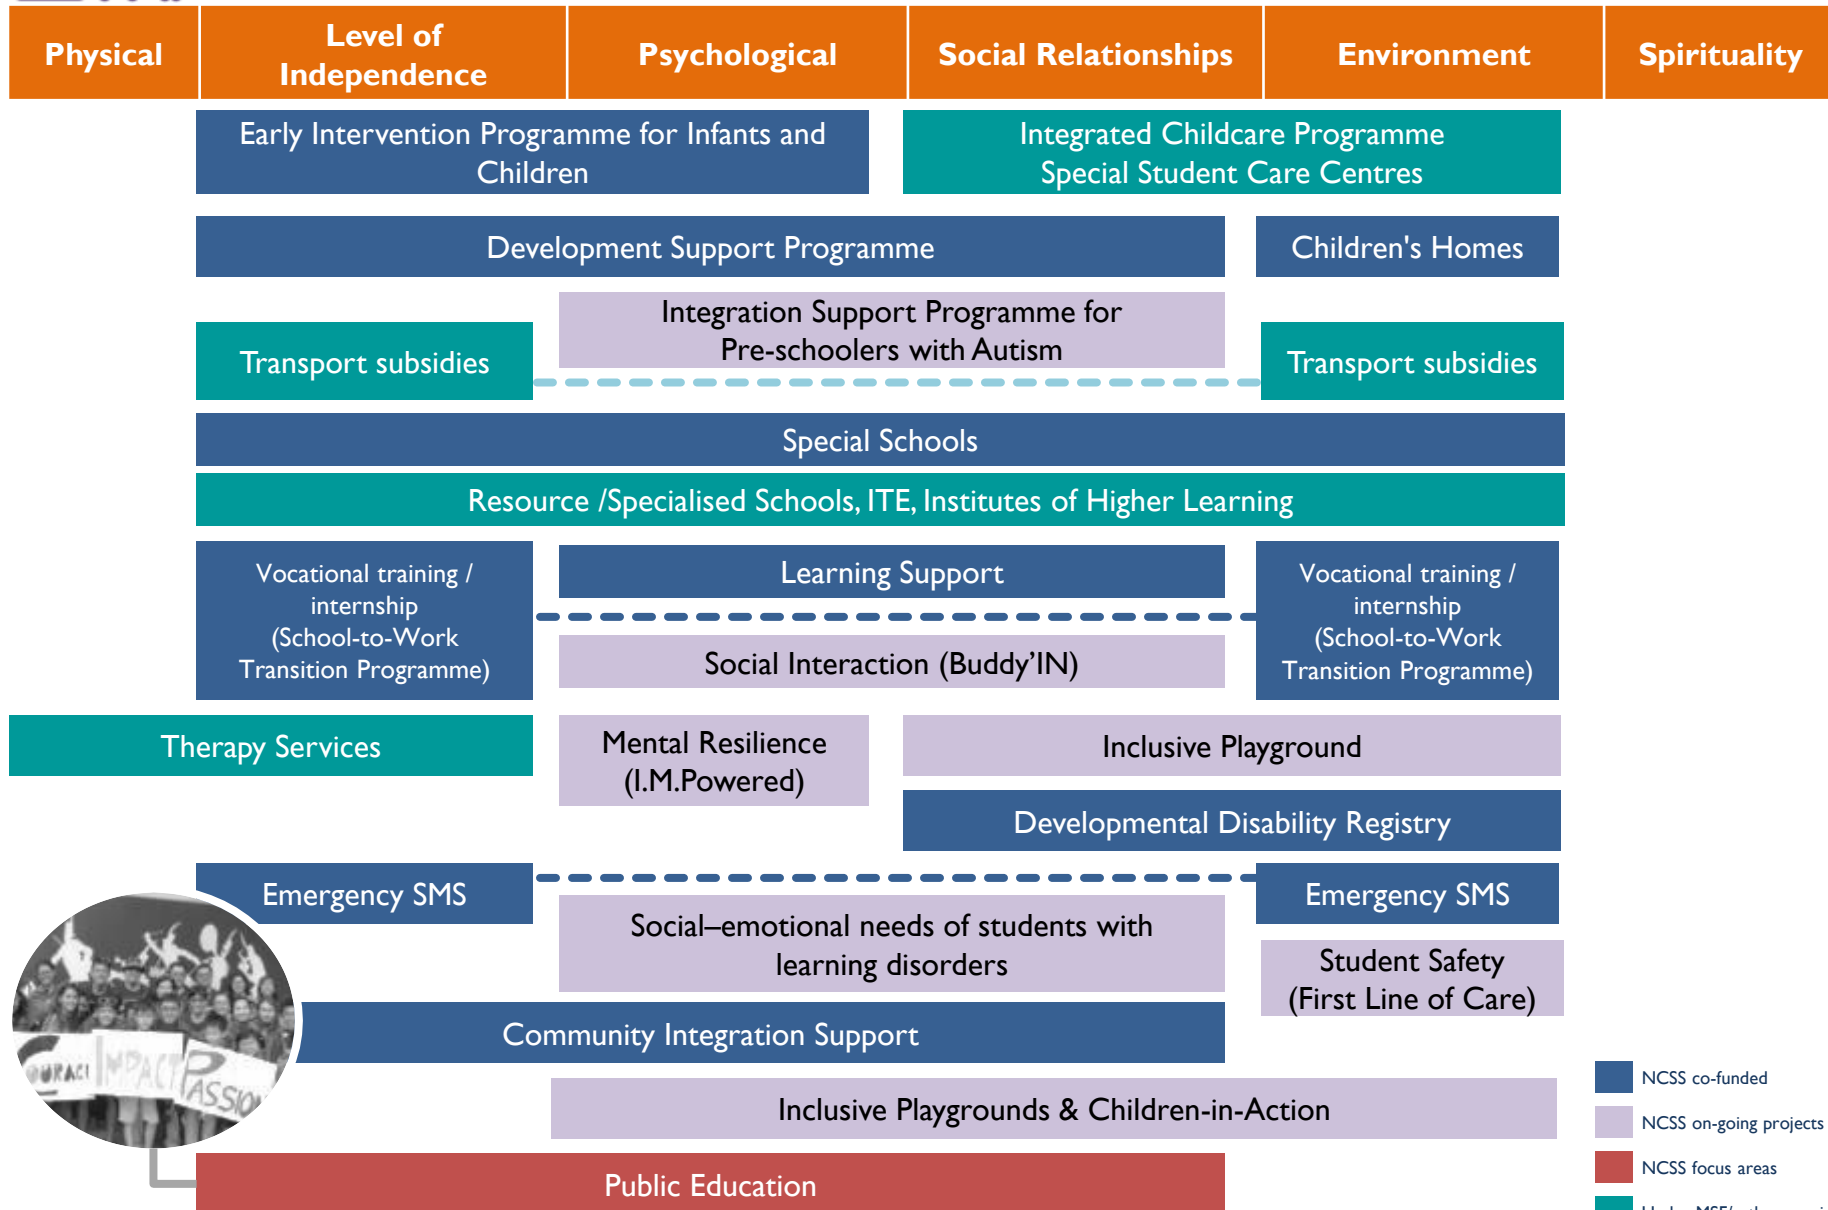 Physical
Level of
Independence
Psychological
Social Relationships
Environment
Spirituality
Early Intervention Programme for Infants and
Children
Integrated Childcare Programme
Special Student Care Centres
Development Support Programme
Children's Homes
Integration Support Programme for
Pre-schoolers with Autism
Transport subsidies
Transport subsidies
Special Schools
Resource /Specialised Schools, ITE, Institutes of Higher Learning
Vocational training /
internship
(School-to-Work
Transition Programme)
Learning Support
Social Interaction (Buddy’IN)
Vocational training /
internship
(School-to-Work
Transition Programme)
Therapy Services
Mental Resilience
(I.M.Powered)
Inclusive Playground
Developmental Disability Registry
Emergency SMS
Emergency SMS
Social–emotional needs of students with
learning disorders
Student Safety
(First Line of Care)
Community Integration Support
IMPACT
PASSION
Inclusive Playgrounds & Children-in-Action
Public Education
NCSS co-funded
NCSS on-going projects
NCSS focus areas